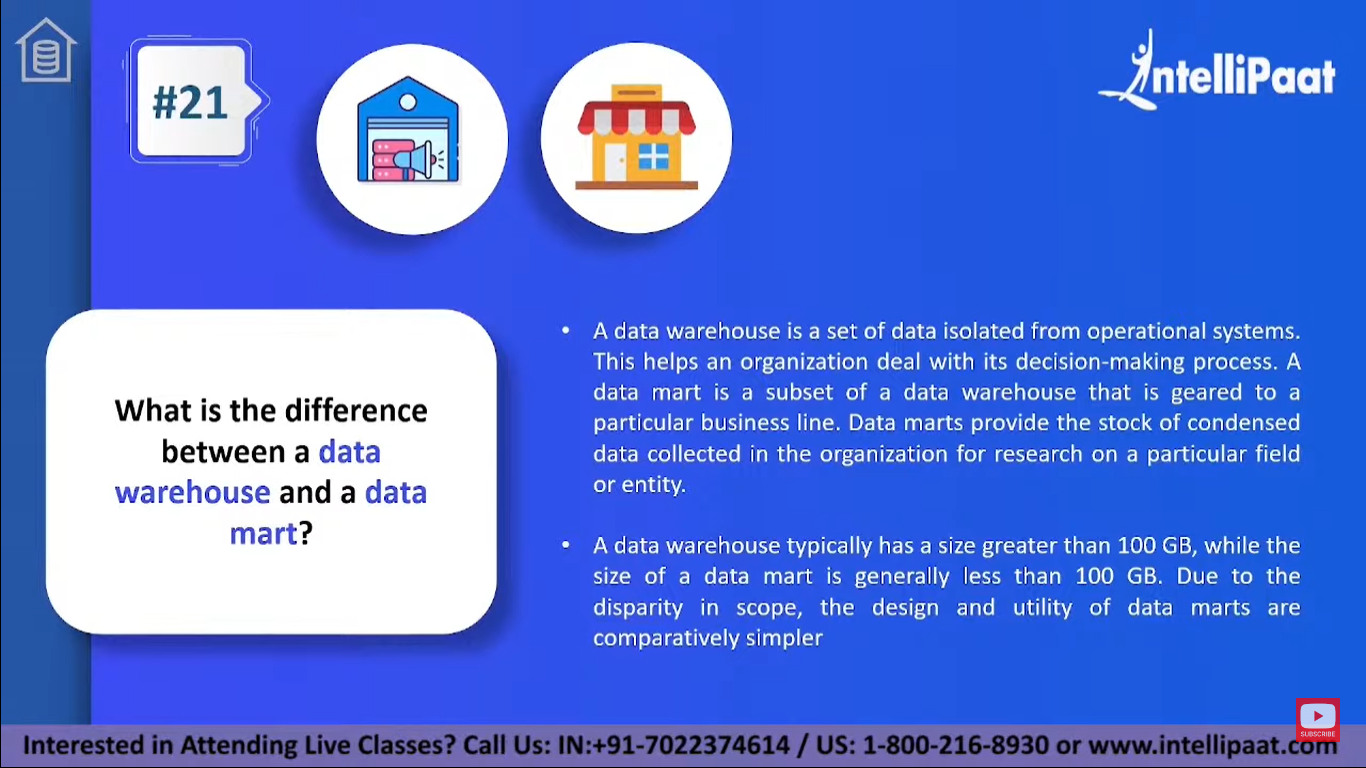 #21
IntelliPaat
What is the difference
between a data
warehouse and a data
mart?
• A data warehouse is a set of data isolated from operational systems.
This helps an organization deal with its decision-making process. A
data mart is a subset of a data warehouse that is geared to a
particular business line. Data marts provide the stock of condensed
data collected in the organization for research on a particular field
or entity.
• A data warehouse typically has a size greater than 100 GB, while the
size of a data mart is generally less than 100 GB. Due to the
disparity in scope, the design and utility of data marts are
comparatively simpler
SUBSCRIBE
Interested in Attending Live Classes? Call Us: IN:+91-7022374614 / US: 1-800-216-8930 or www.intellipaat.com